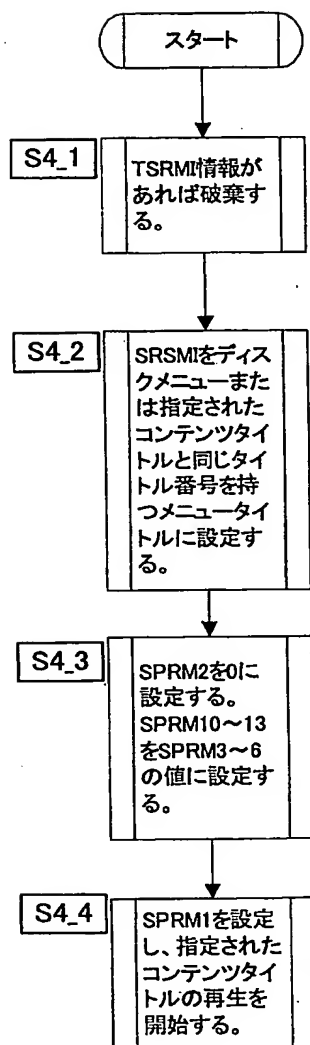 スタート
S4_1
TSRMI情報が
あれば破棄す
る。
S4_2
SRSMIをディス
クメニューまた
は指定された
コンテンツタイ
トルと同じタイ
トル番号を持
つメニュータイ
トルに設定す
る。
S4_3
SPRM2を0に
設定する。
SPRM10～13
をSPRM3～6
の値に設定す
る。
S4_4
SPRM1を設定
し、指定された
コンテンツタイ
トルの再生を
開始する。